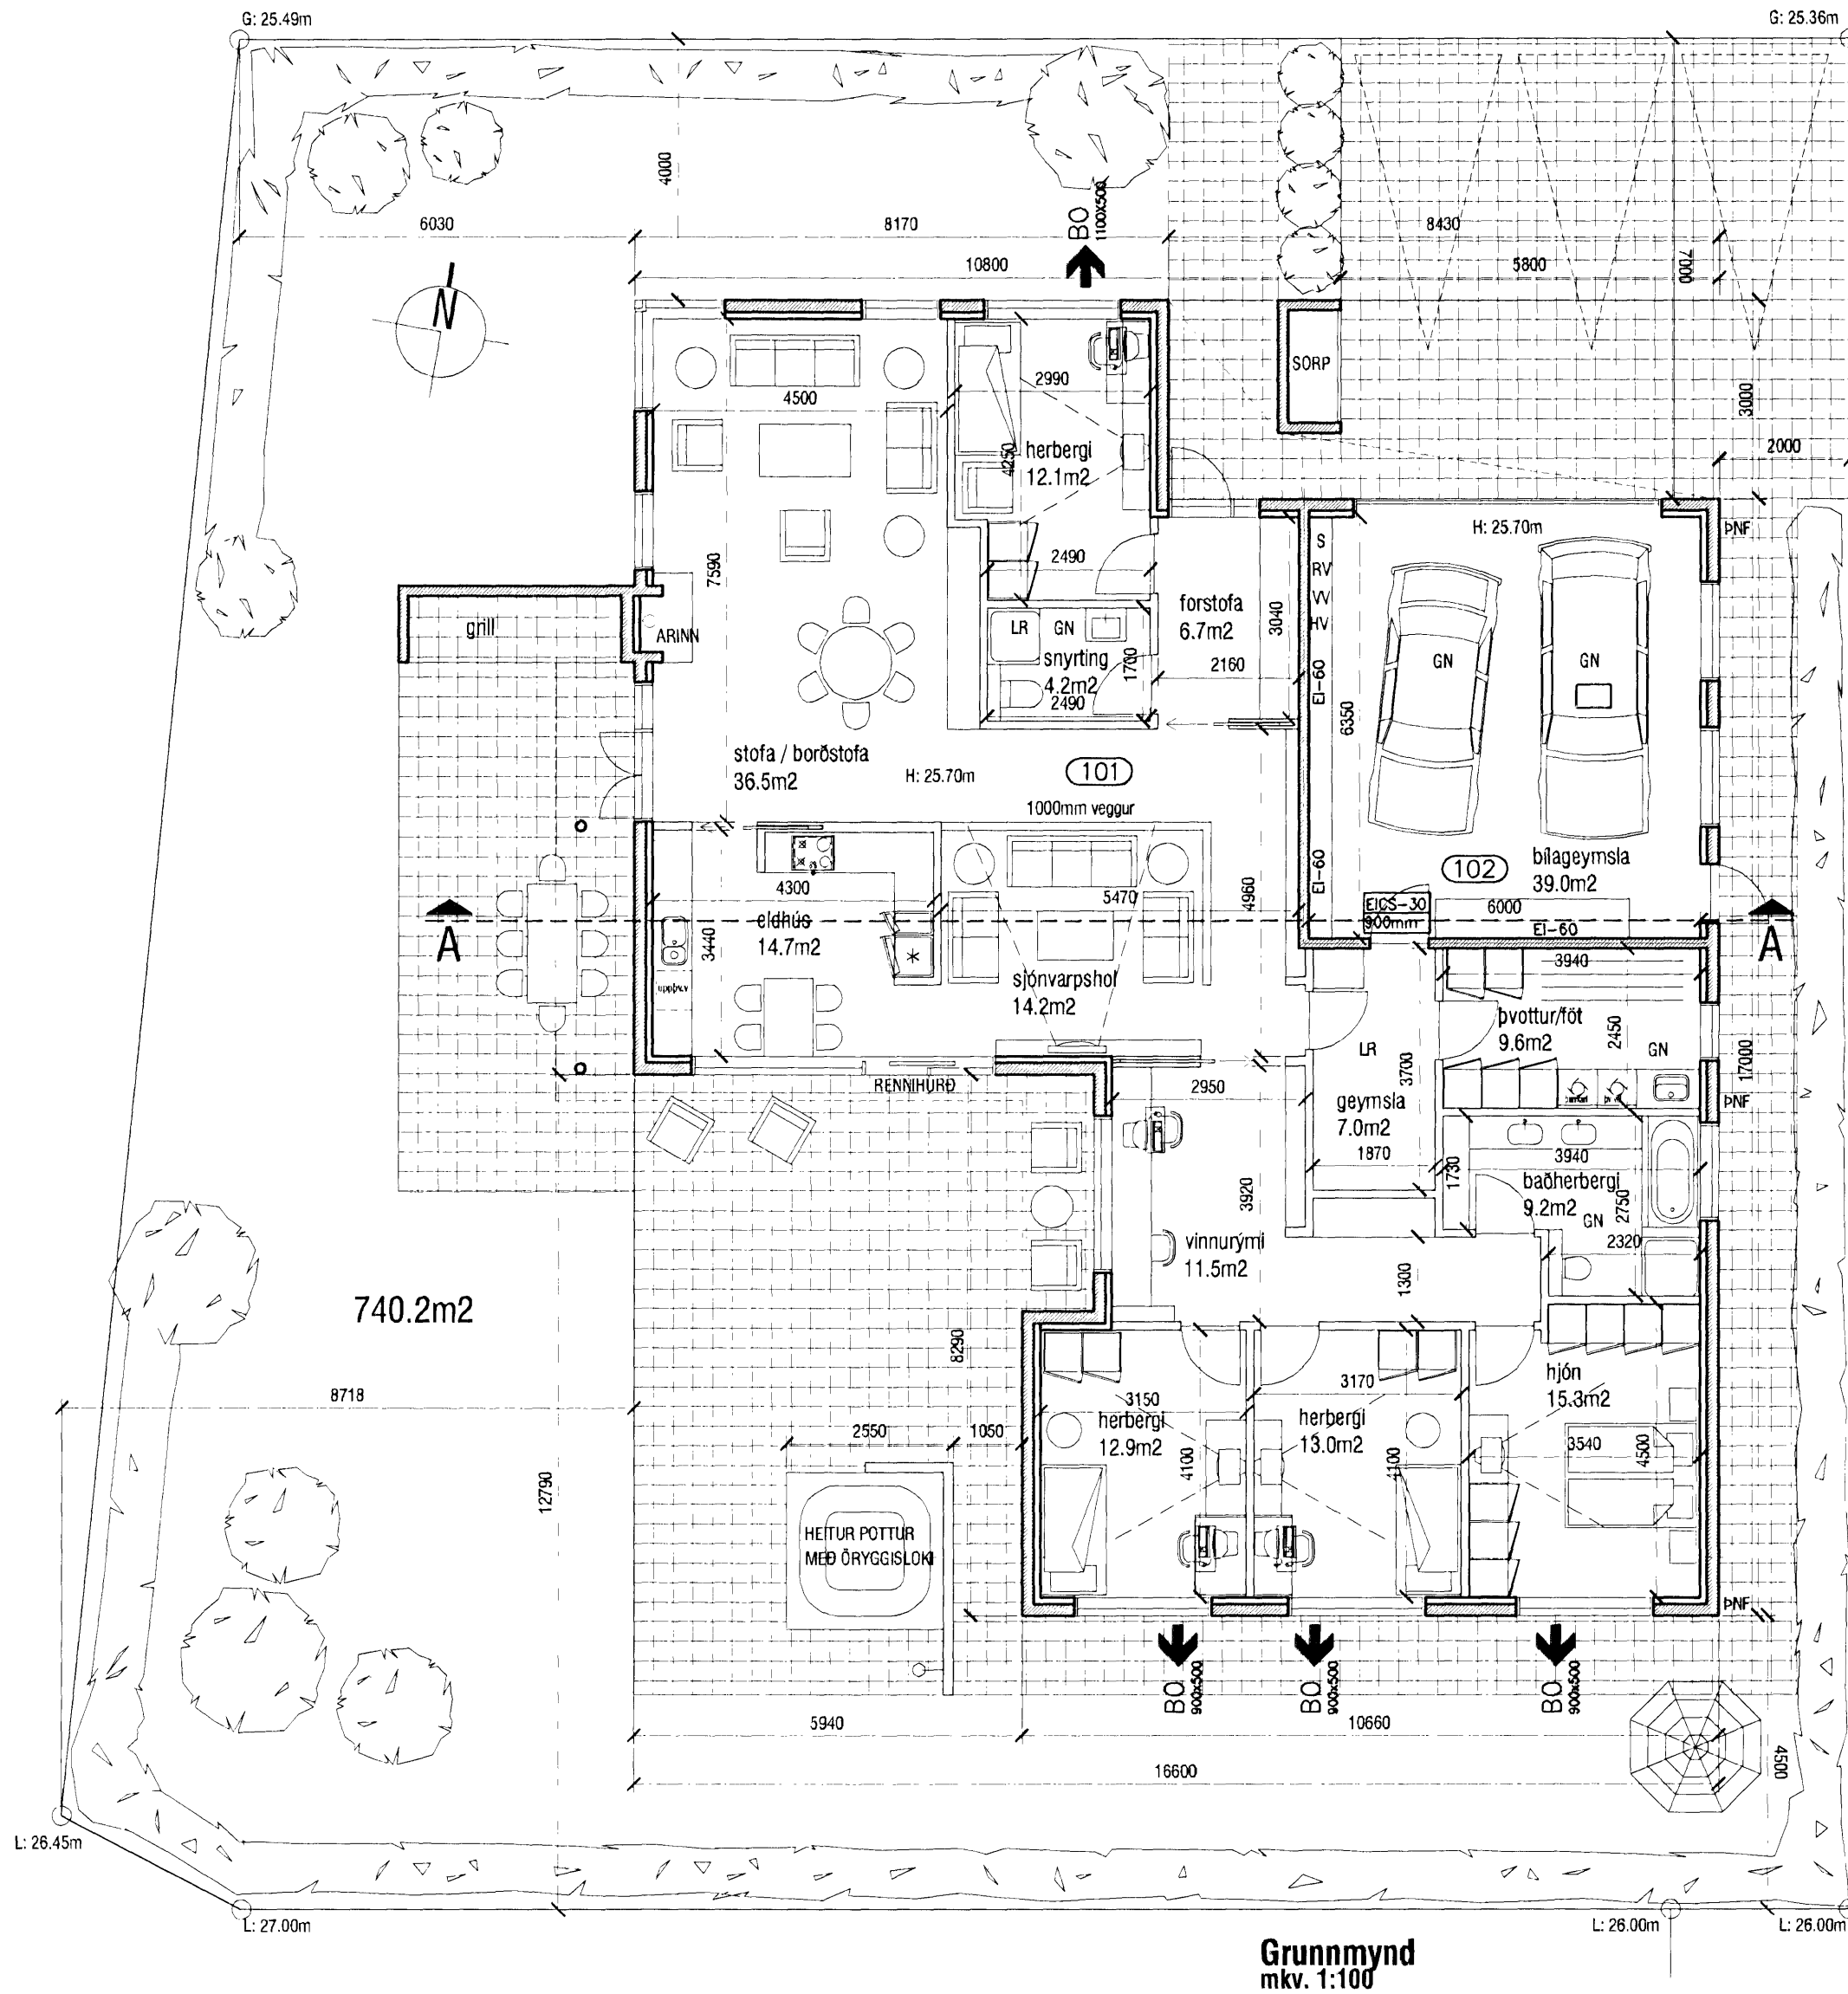 G: 25.49m
G: 25.36m
4000
6030
8170
BO
1100x500
8430
10800
5800
7000
N
SORP
2990
4500
3000
herbergi
12.1m2
4250
2000
H: 25.70m
ÞNF
S
RV
VV
HV
2490
7590
grill
ARINN
forstofa
6.7m2
3040
LR
GN
snyrting
4.2m2
1700
2490
2160
EI-60
6350
GN
GN
stofa / borðstofa
36.5m2
H: 25.70m
101
1000mm veggur
EI-60
102
bílageymsla
39.0m2
4300
5470
4960
EICS-30
900mm
6000
EI-60
A
A
eldhús
14.7m2
3440
sjónvarpshol
14.2m2
3940
þvottur/föt
9.6m2
2450
GN
LR
3700
17000
RENNIHURÐ
2950
geymsla
7.0m2
1870
ÞNF
1730
3940
baðherbergi
9.2m2
2750
GN
2320
3920
vinnurými
11.5m2
1300
740.2m2
8290
8718
3150
herbergi
12.9m2
4100
3170
herbergi
13.0m2
4100
hjón
15.3m2
3540
4500
2550
1050
12790
HEITUR POTTUR
MEÐ ÖRYGGISLOKI
ÞNF
BO
900x500
BO
900x500
BO
900x500
5940
10660
16600
4500
L: 26.45m
L: 27.00m
L: 26.00m
L: 26.00m
Grunnmynd
mkv. 1:100